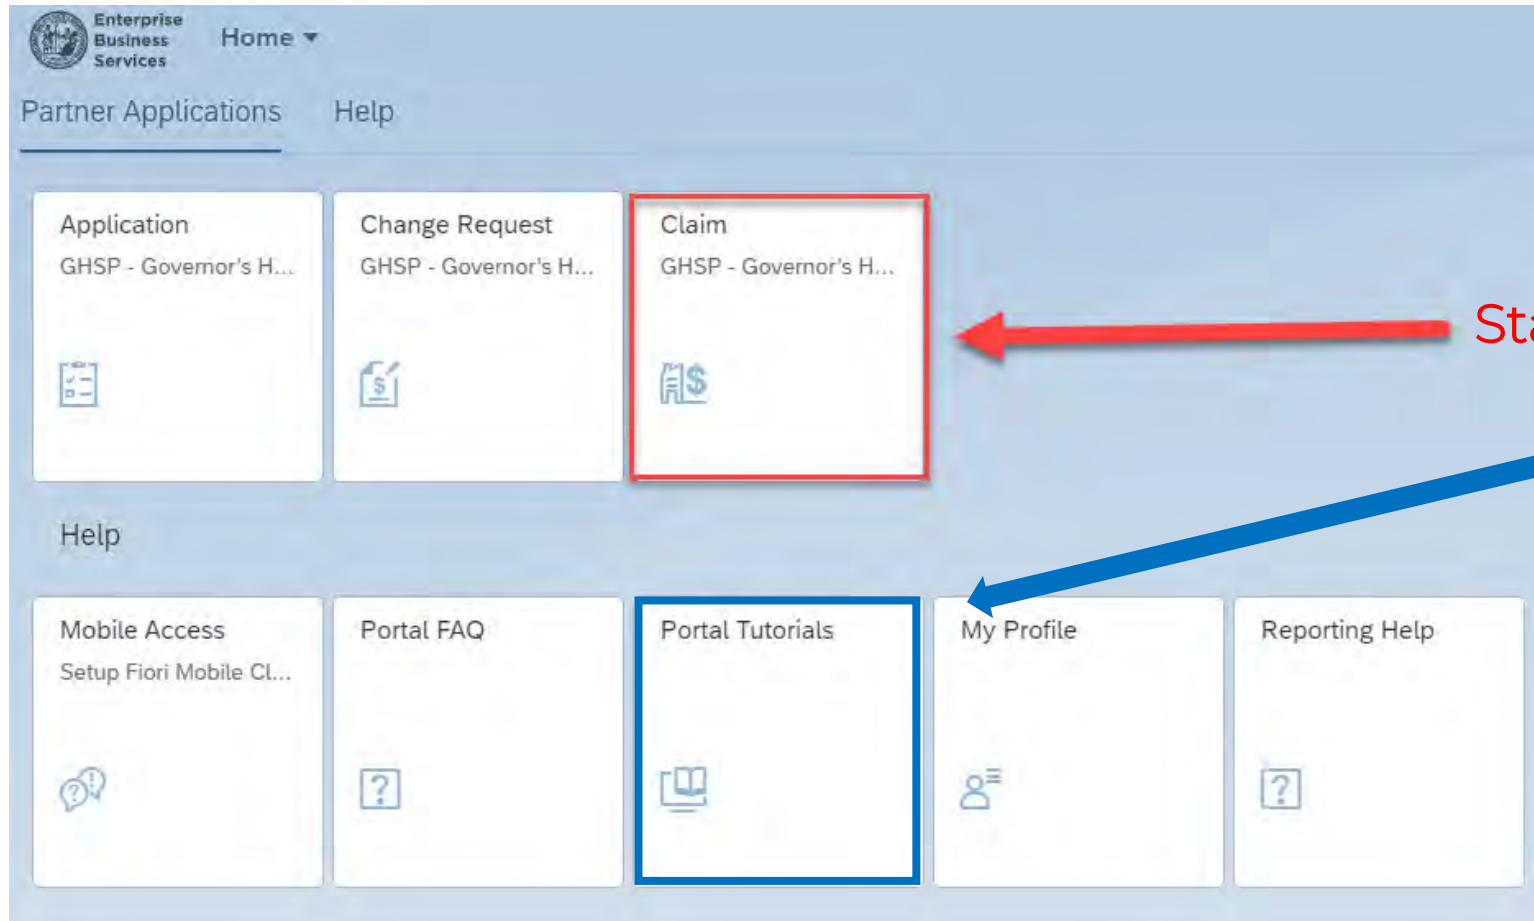 Enterprise
Business
Services
Home
Partner Applications
Help
Application
GHSP - Governor's H...
Change Request
GHSP - Governor's H...
Claim
GHSP - Governor's H...
Sta
Help
Mobile Access
Setup Fiori Mobile Cl...
Portal FAQ
Portal Tutorials
My Profile
Reporting Help